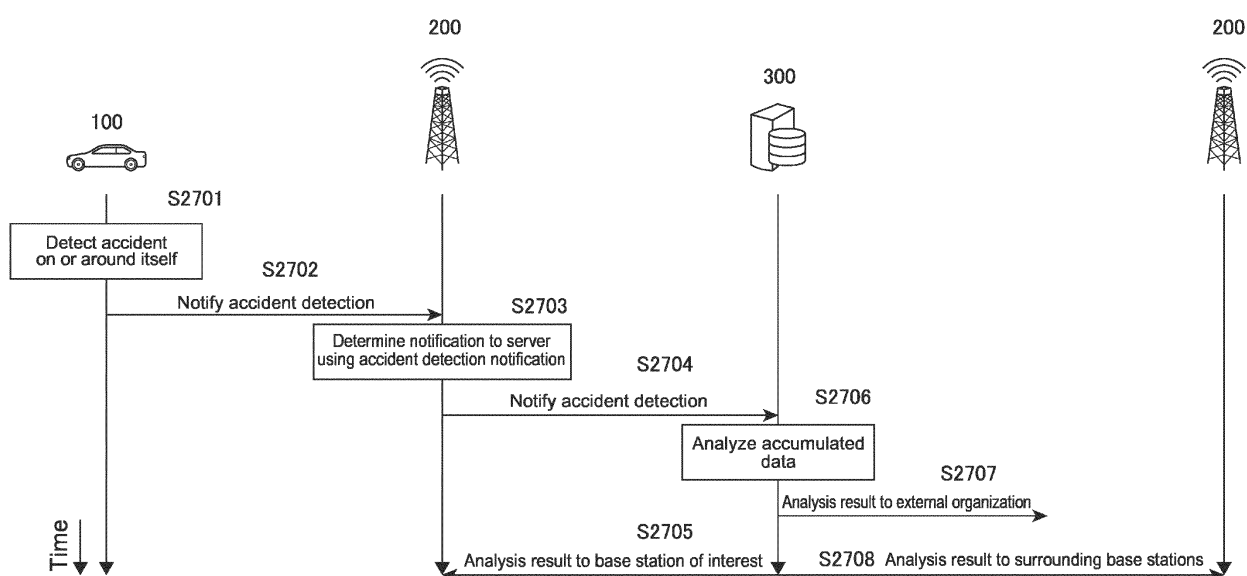 200
200
300
100
S2701
Detect accident
on or around itself
S2702
Notify accident detection
S2703
Determine notification to server
using accident detection notification
S2704
Notify accident detection
S2706
Analyze accumulated
data
S2707
Analysis result to external organization
Time
S2705
Analysis result to base station of interest
S2708 Analysis result to surrounding base stations